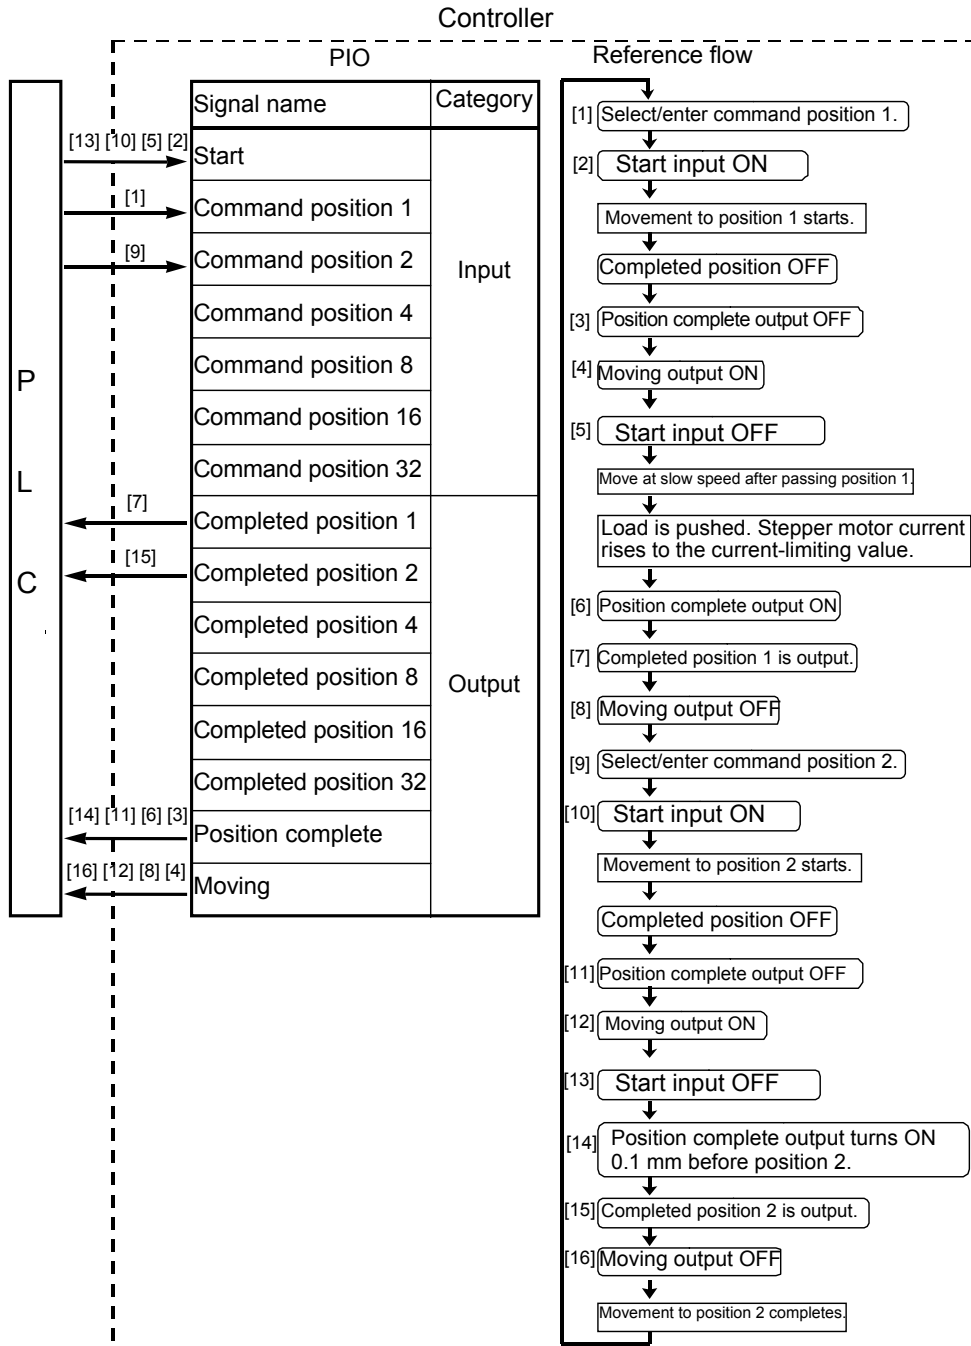 Controller
PIO
Reference flow
Signal name
Category
[13] [10] [5] [2]
Start
[1]
Command position 1
[9]
Command position 2
Input
Command position 4
Command position 8
Command position 16
Command position 32
P
L
C
[7]
Completed position 1
[15]
Completed position 2
Completed position 4
Completed position 8
Output
Completed position 16
Completed position 32
[14] [11] [6] [3]
Position complete
[16] [12] [8] [4]
Moving
[1] Select/enter command position 1.
[2] Start input ON
Movement to position 1 starts.
Completed position OFF
[3] Position complete output OFF
[4] Moving output ON
[5] Start input OFF
Move at slow speed after passing position 1.
Load is pushed. Stepper motor current
rises to the current-limiting value.
[6] Position complete output ON
[7] Completed position 1 is output.
[8] Moving output OFF
[9] Select/enter command position 2.
[10] Start input ON
Movement to position 2 starts.
Completed position OFF
[11] Position complete output OFF
[12] Moving output ON
[13] Start input OFF
[14] Position complete output turns ON
0.1 mm before position 2.
[15] Completed position 2 is output.
[16] Moving output OFF
Movement to position 2 completes.